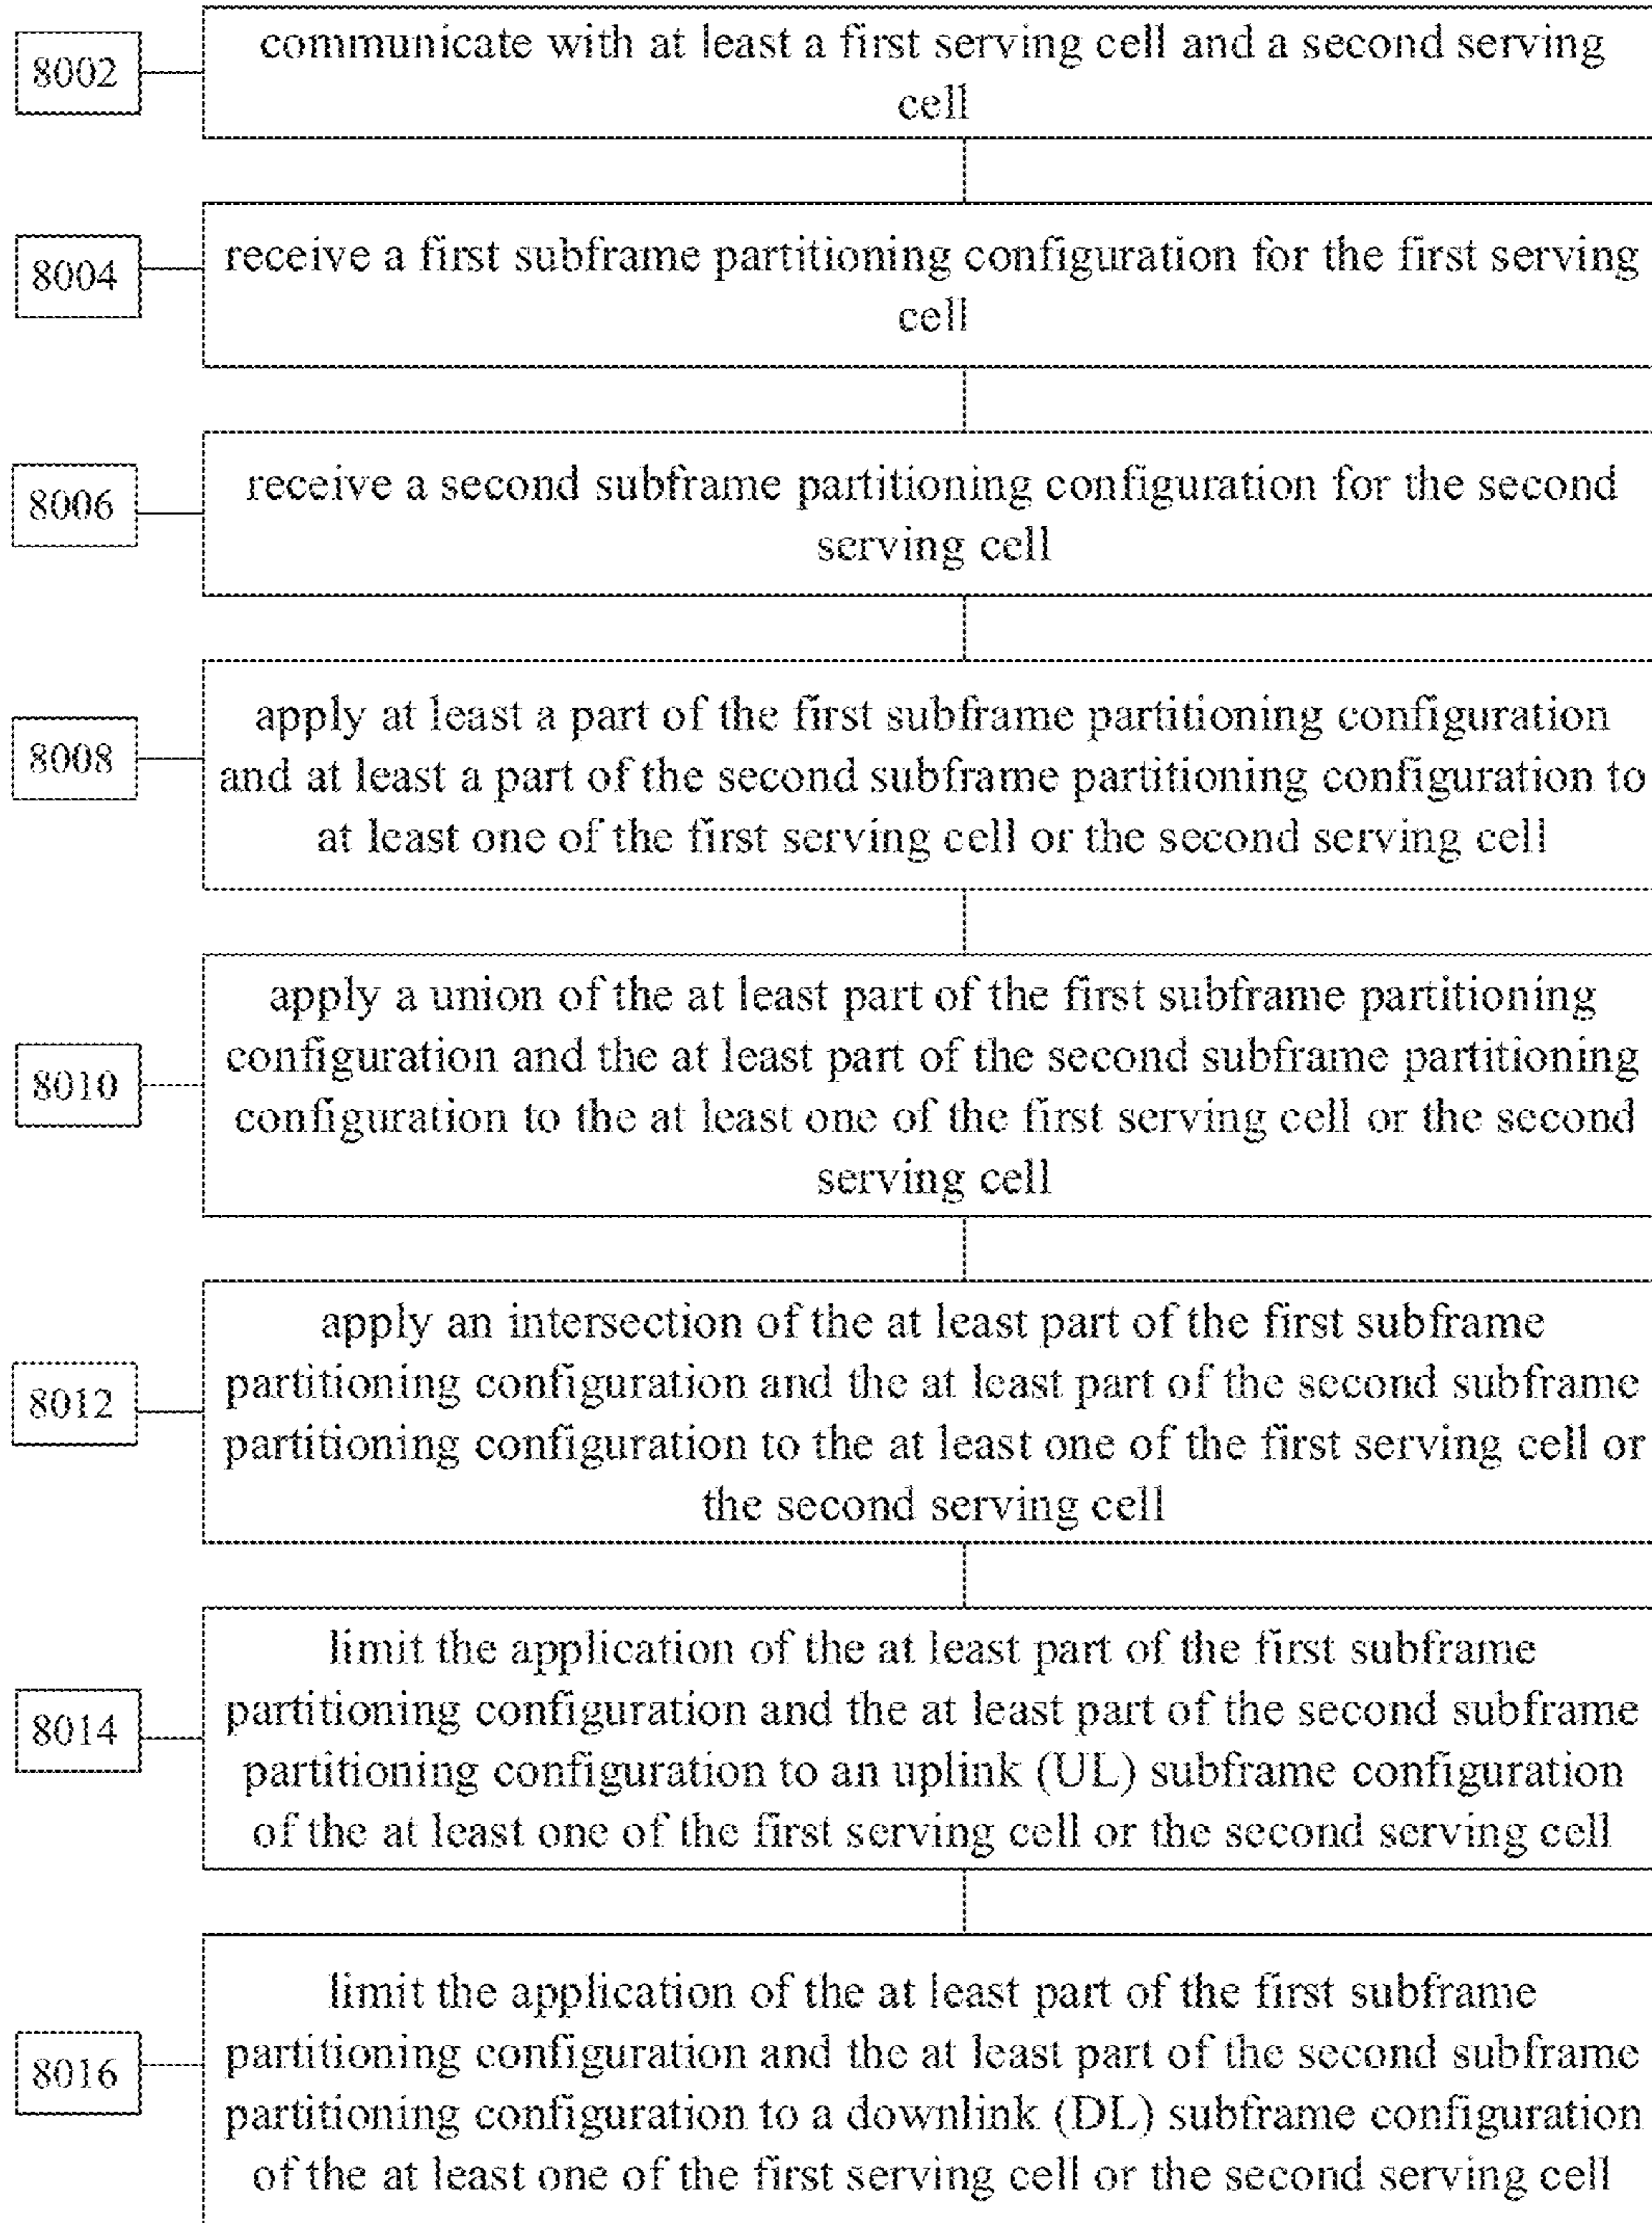 communicate with at least a first serving cell and a second serving
8002
cell
receive a first subframe partitioning configuration for the first serving
8004
cell
receive a second subframe partitioning configuration for the second
8006
serving cell
apply at least a part of the first subframe partitioning configuration
8008
and at least a part of the second subframe partitioning configuration to
at least one of the first serving cell or the second serving cell
apply a union of the at least part of the first subframe partitioning
configuration and the at least part of the second subframe partitioning
8010
configuration to the at least one of the first serving cell or the second
serving cell
apply an intersection of the at least part of the first subframe
partitioning configuration and the at least part of the second subframe
8012
partitioning configuration to the at least one of the first serving cell or
the second serving cell
limit the application of the at least part of the first subframe
partitioning configuration and the at least part of the second subframe
8014
partitioning configuration to an uplink (UL) subframe configuration
of the at least one of the first serving cell or the second serving cell
limit the application of the at least part of the first subframe
partitioning configuration and the at least part of the second subframe
8016
partitioning configuration to a downlink (DL) subframe configuration
of the at least one of the first serving cell or the second serving cell